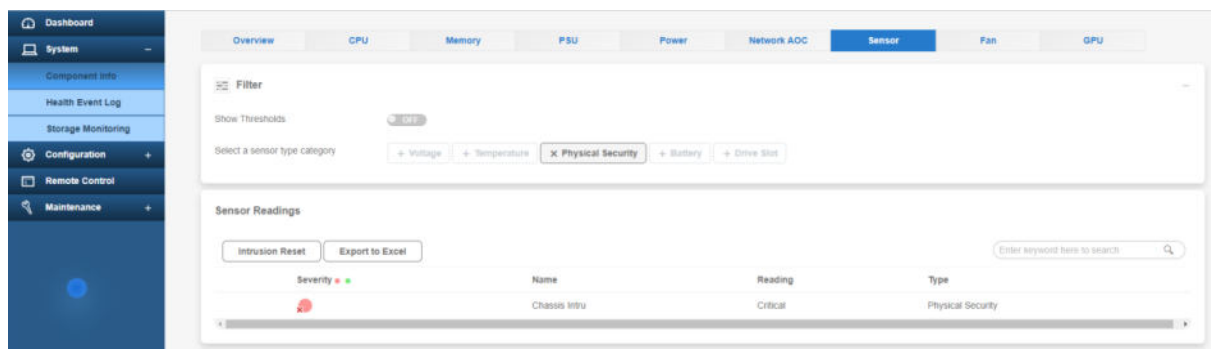 Dashboard
System −
Component Info
Health Event Log
Storage Monitoring
Configuration +
Remote Control
Maintenance +
Overview CPU Memory PSU Power Network AOC Sensor Fan GPU
Filter −
Show Thresholds OFF
Select a sensor type category + Voltage + Temperature x Physical Security + Battery + Drive Slot
Sensor Readings
Intrusion Reset Export to Excel Enter keyword here to search
Severity Name Reading Type
Chassis Intru Critical Physical Security